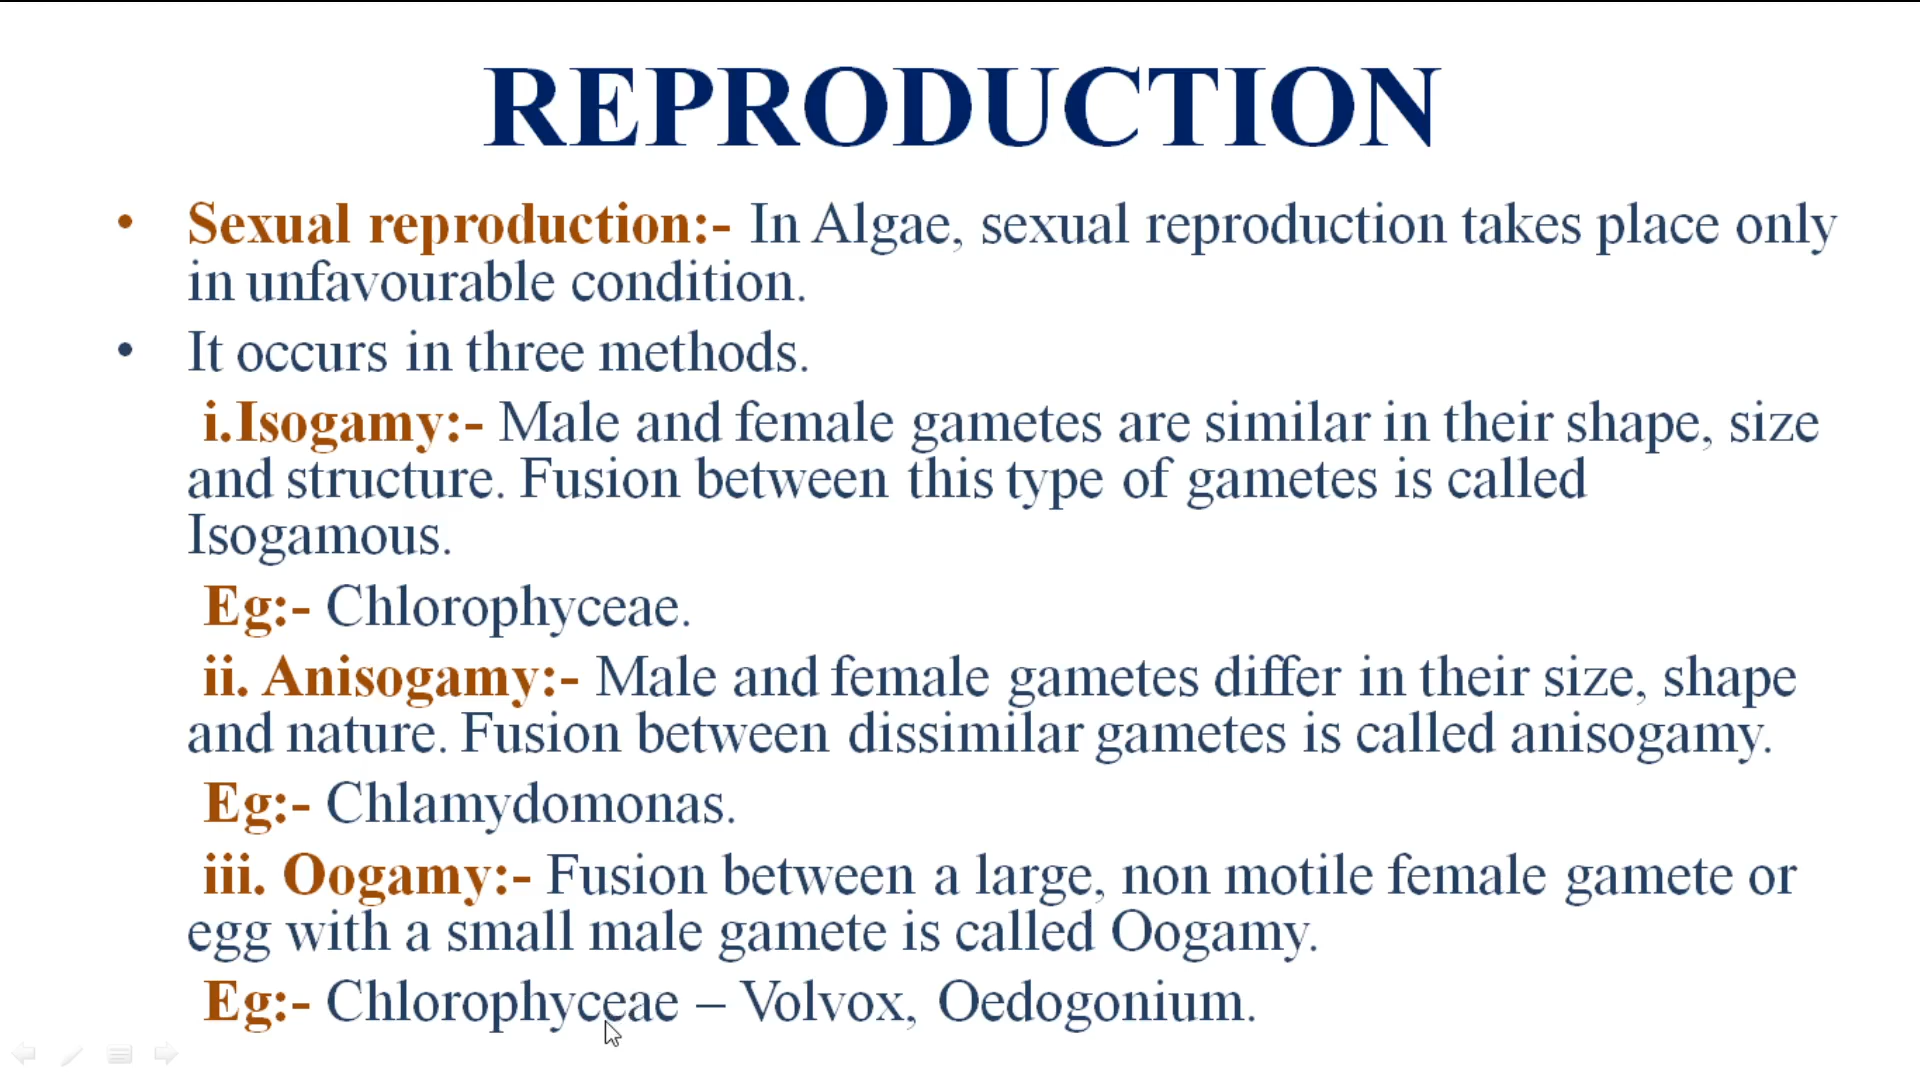 REPRODUCTION
• Sexual reproduction:- In Algae, sexual reproduction takes place only
in unfavourable condition.
• It occurs in three methods.
i.Isogamy:- Male and female gametes are similar in their shape, size
and structure. Fusion between this type of gametes is called
Isogamous.
Eg:- Chlorophyceae.
ii. Anisogamy:- Male and female gametes differ in their size, shape
and nature. Fusion between dissimilar gametes is called anisogamy.
Eg:- Chlamydomonas.
iii. Oogamy:- Fusion between a large, non motile female gamete or
egg with a small male gamete is called Oogamy.
Eg:- Chlorophyceae – Volvox, Oedogonium.